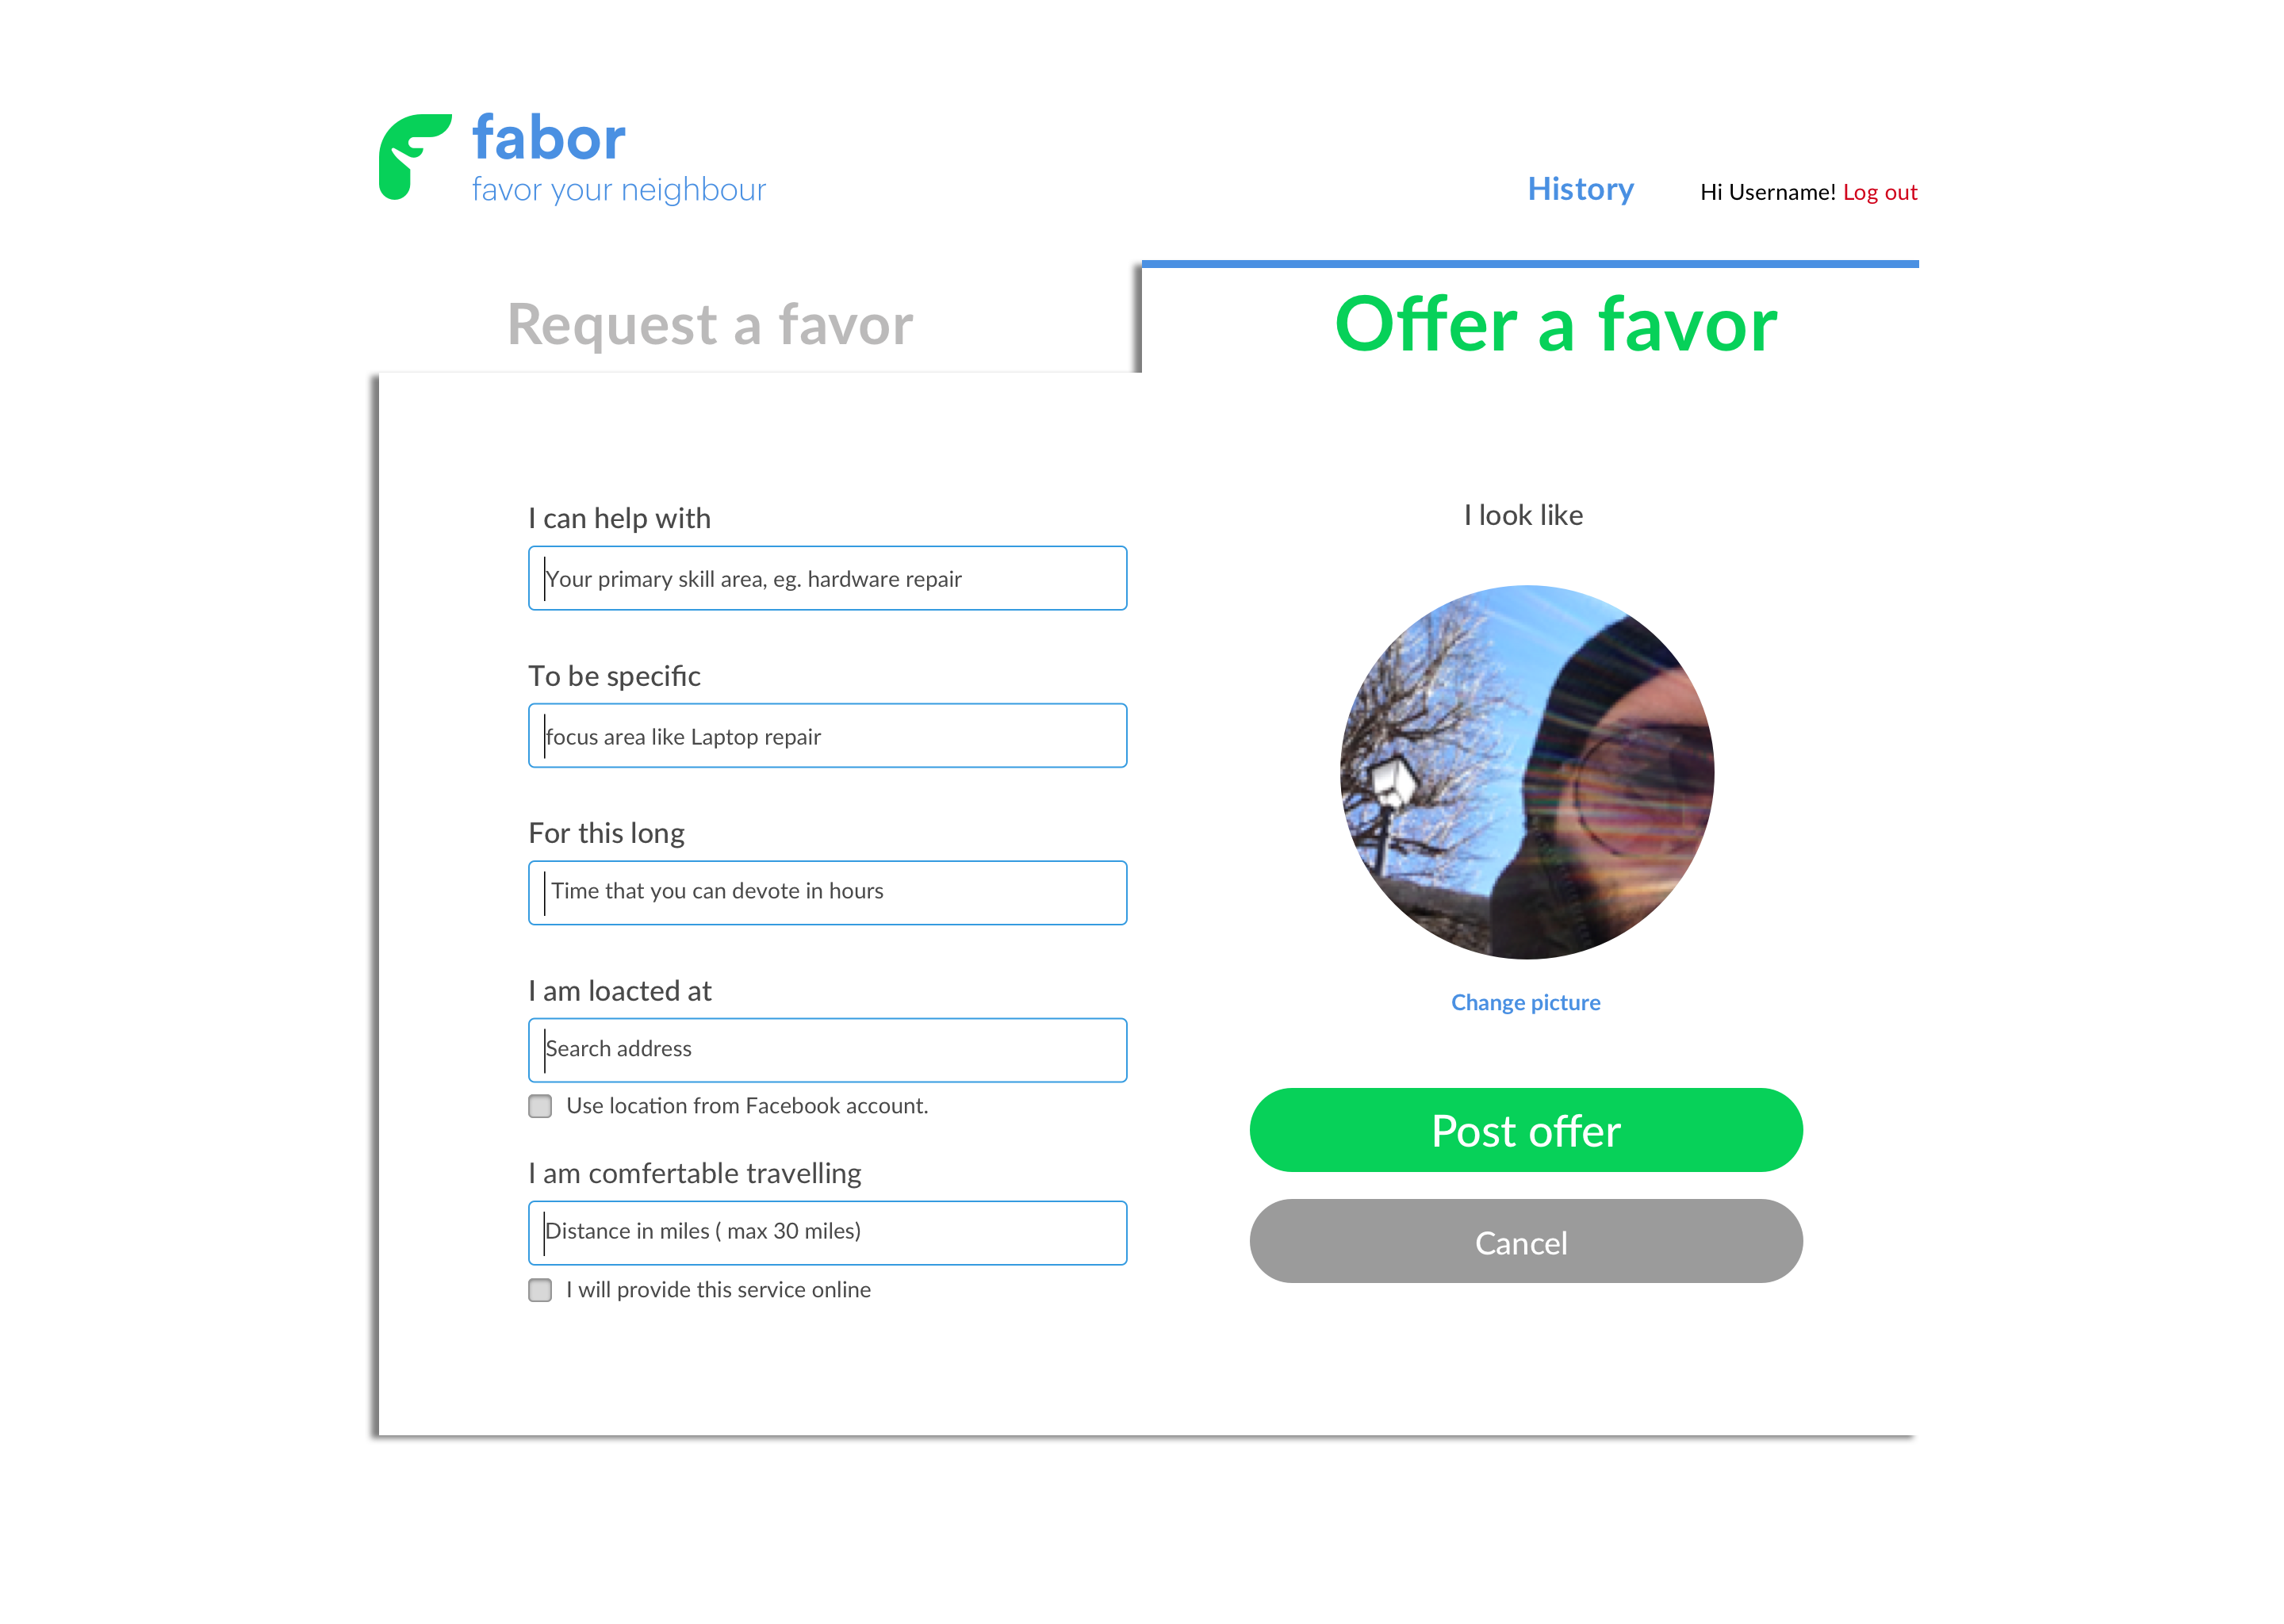 fabor
favor your neighbour
History
Hi Username! Log out
Request a favor
Offer a favor
I can help with
Your primary skill area, eg. hardware repair
To be specific
focus area like Laptop repair
For this long
Time that you can devote in hours
I am loacted at
Search address
Use location from Facebook account.
I am comfertable travelling
Distance in miles ( max 30 miles)
I will provide this service online
I look like
Change picture
Post offer
Cancel